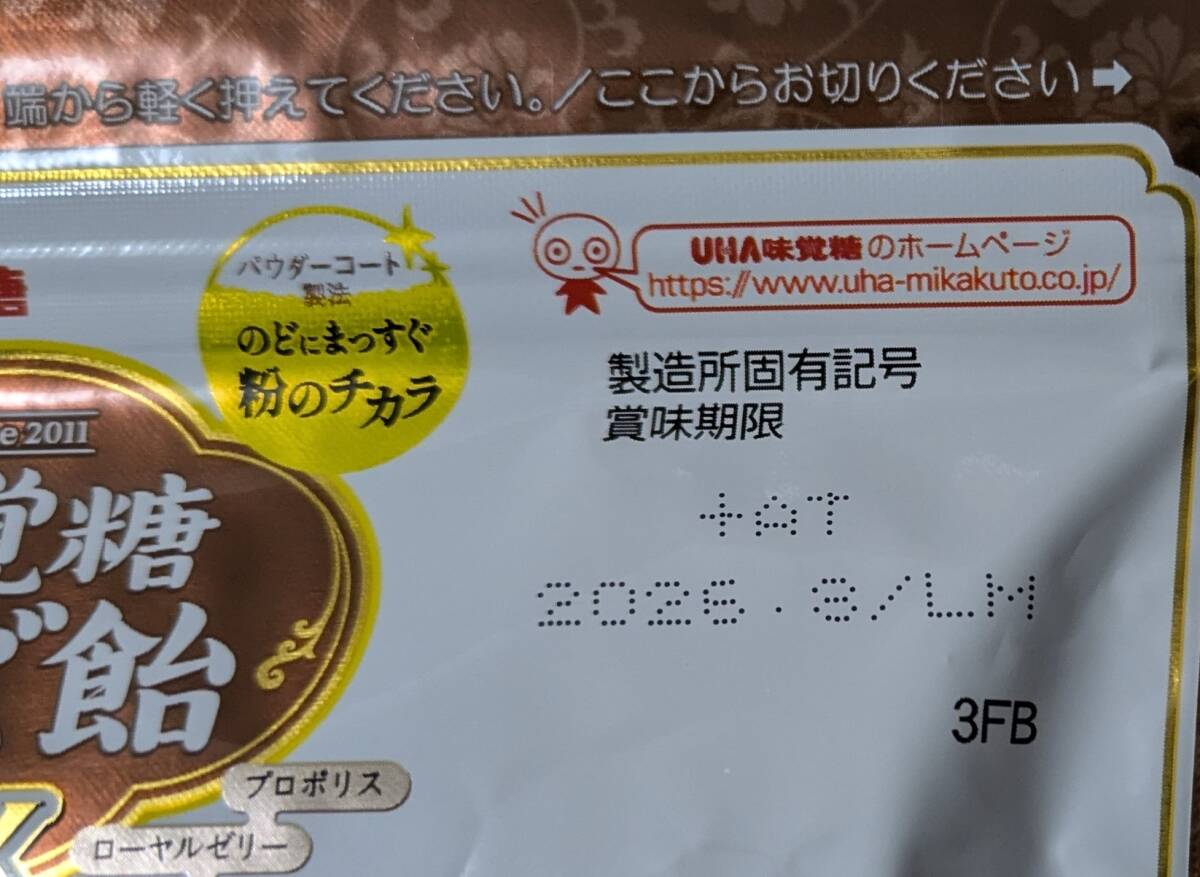 端から軽く押えてください。／ここからお切りください➡
UHA味覚糖のホームページ
https://www.uha-mikakuto.co.jp/
パウダーコート
製法
のどにまっすぐ
粉のチカラ
製造所固有記号
賞味期限
+AT
2026.8/LM
3FB
2011
覚糖
飴
プロポリス
ローヤルゼリー